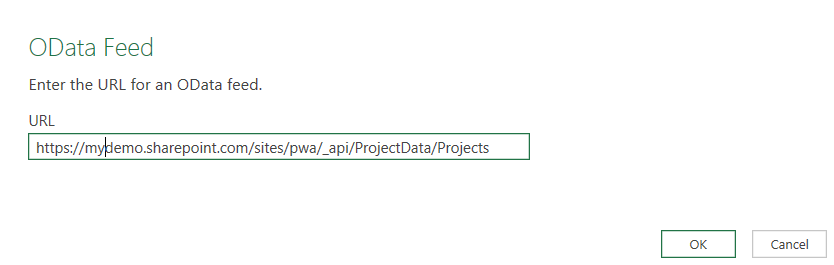 OData Feed
Enter the URL for an OData feed.
URL
https://mydemo.sharepoint.com/sites/pwa/_api/ProjectData/Projects
OK Cancel